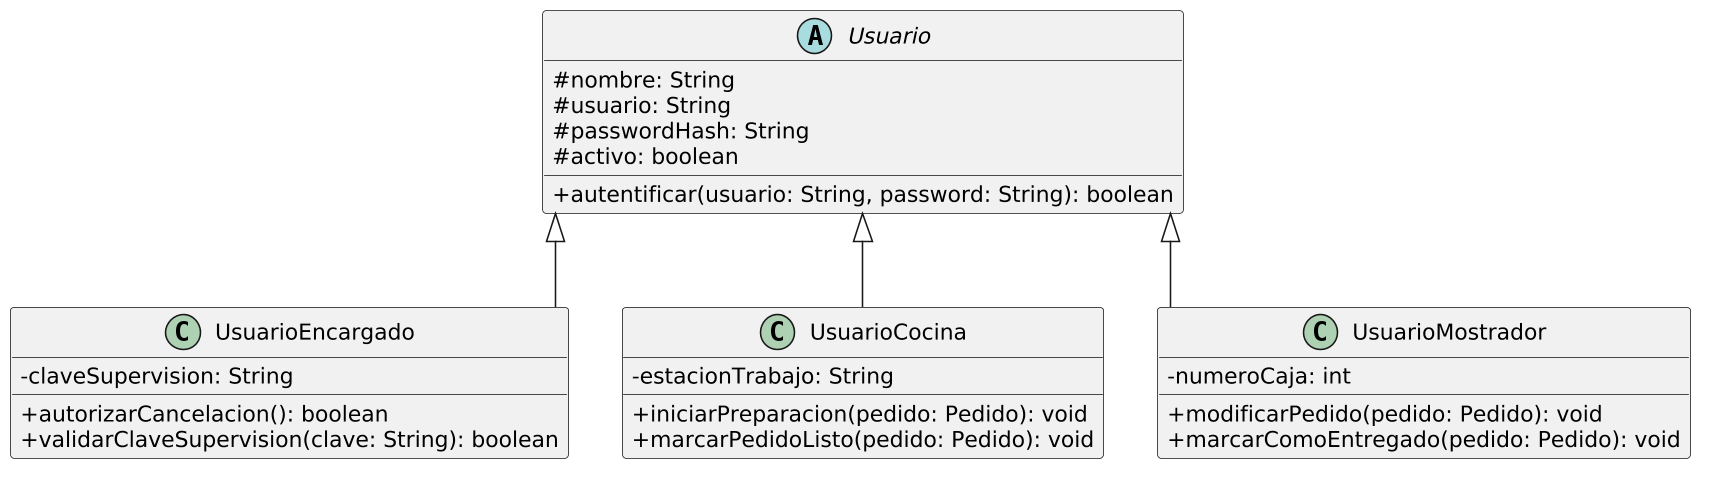 A Usuario
#nombre: String
#usuario: String
#passwordHash: String
#activo: boolean
+autentificar(usuario: String, password: String): boolean
C UsuarioEncargado
-claveSupervision: String
+autorizarCancelacion(): boolean
+validarClaveSupervision(clave: String): boolean
C UsuarioCocina
-estacionTrabajo: String
+iniciarPreparacion(pedido: Pedido): void
+marcarPedidoListo(pedido: Pedido): void
C UsuarioMostrador
-numeroCaja: int
+modificarPedido(pedido: Pedido): void
+marcarComoEntregado(pedido: Pedido): void